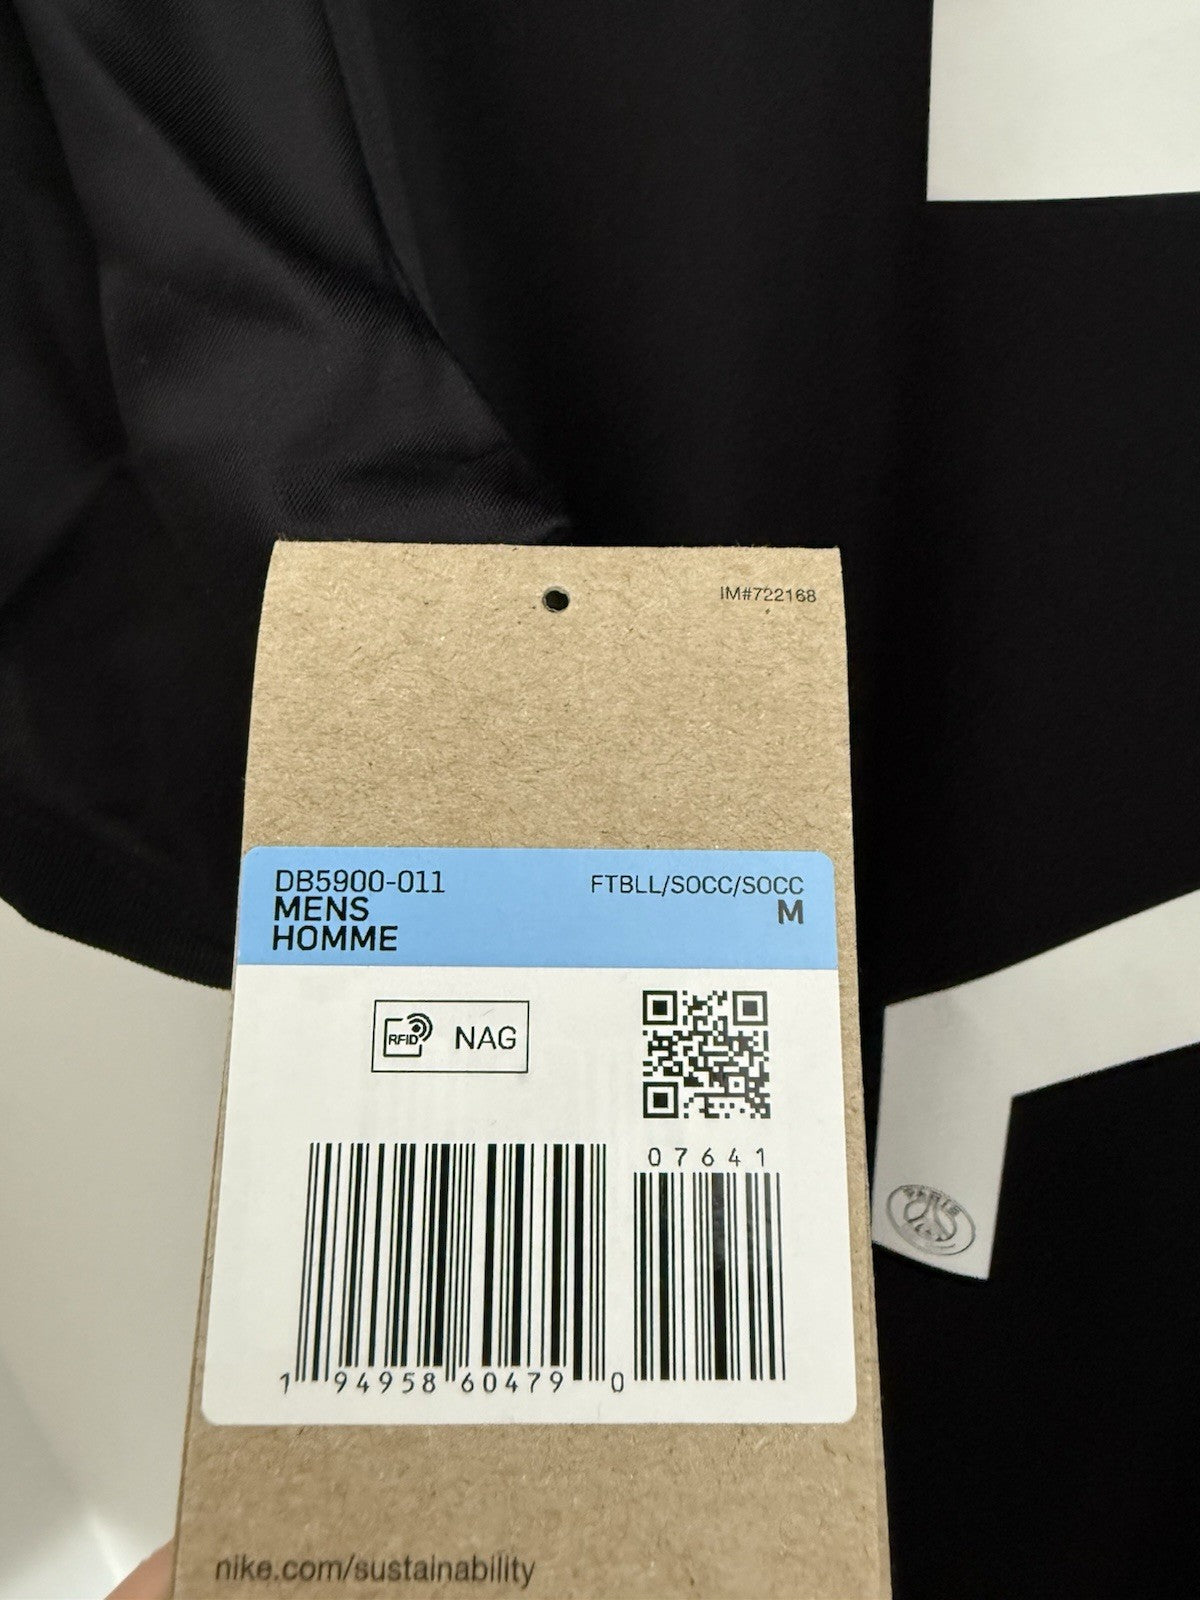 IM#722168
DB5900-011
FTBLL/SOCC/SOCC
MENS
M
HOMME
RFID
NAG
07641
1 94958 60479 0
PARIS
nike.com/sustainability